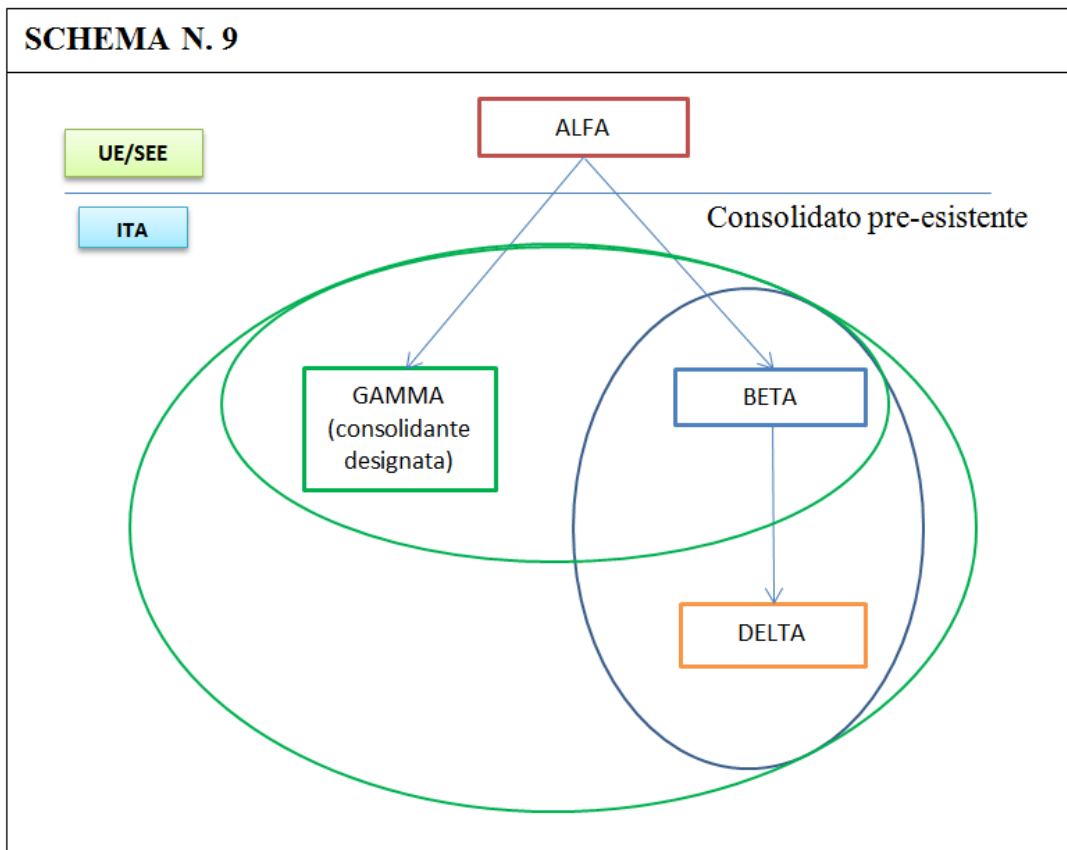 SCHEMA N. 9
ALFA
UE/SEE
ITA
Consolidato pre-esistente
GAMMA
(consolidante
designata)
BETA
DELTA